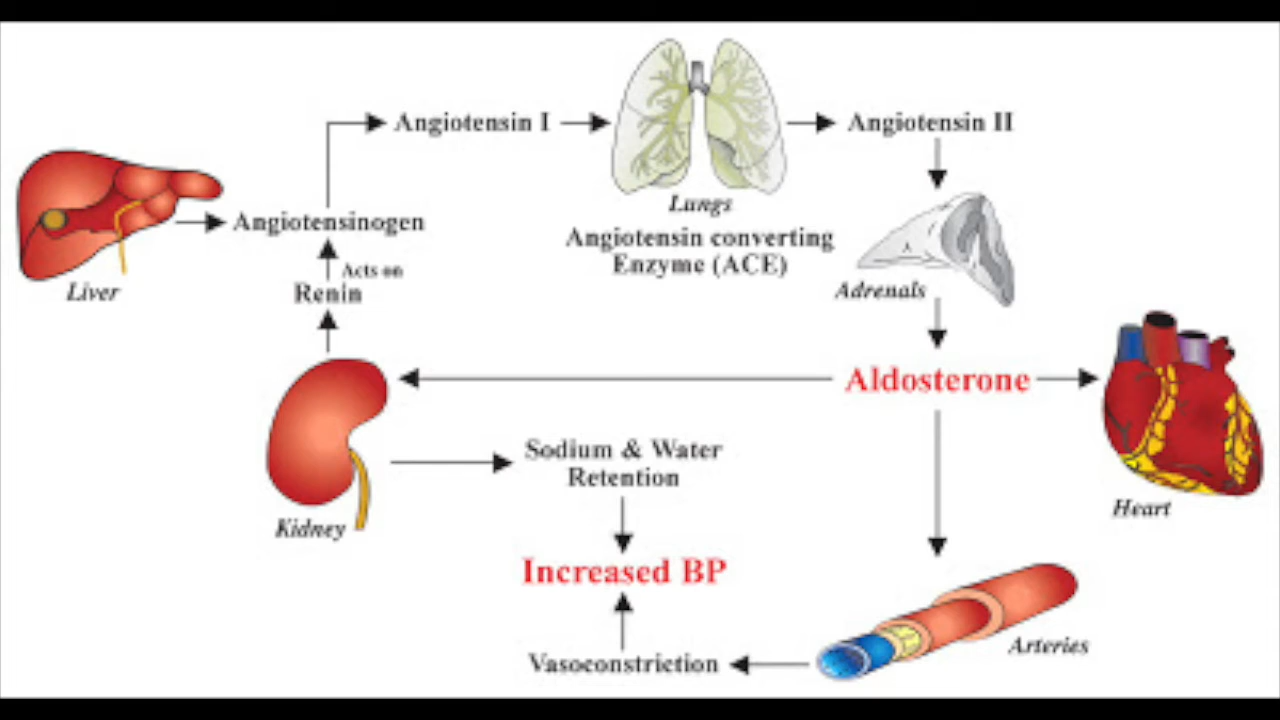 Angiotensin I
Angiotensin II
Lungs
Angiotensin converting
Enzyme (ACE)
Angiotensinogen
Acts on
Renin
Liver
Adrenals
Aldosterone
Sodium & Water
Retention
Kidney
Heart
Increased BP
Arteries
Vasoconstriction